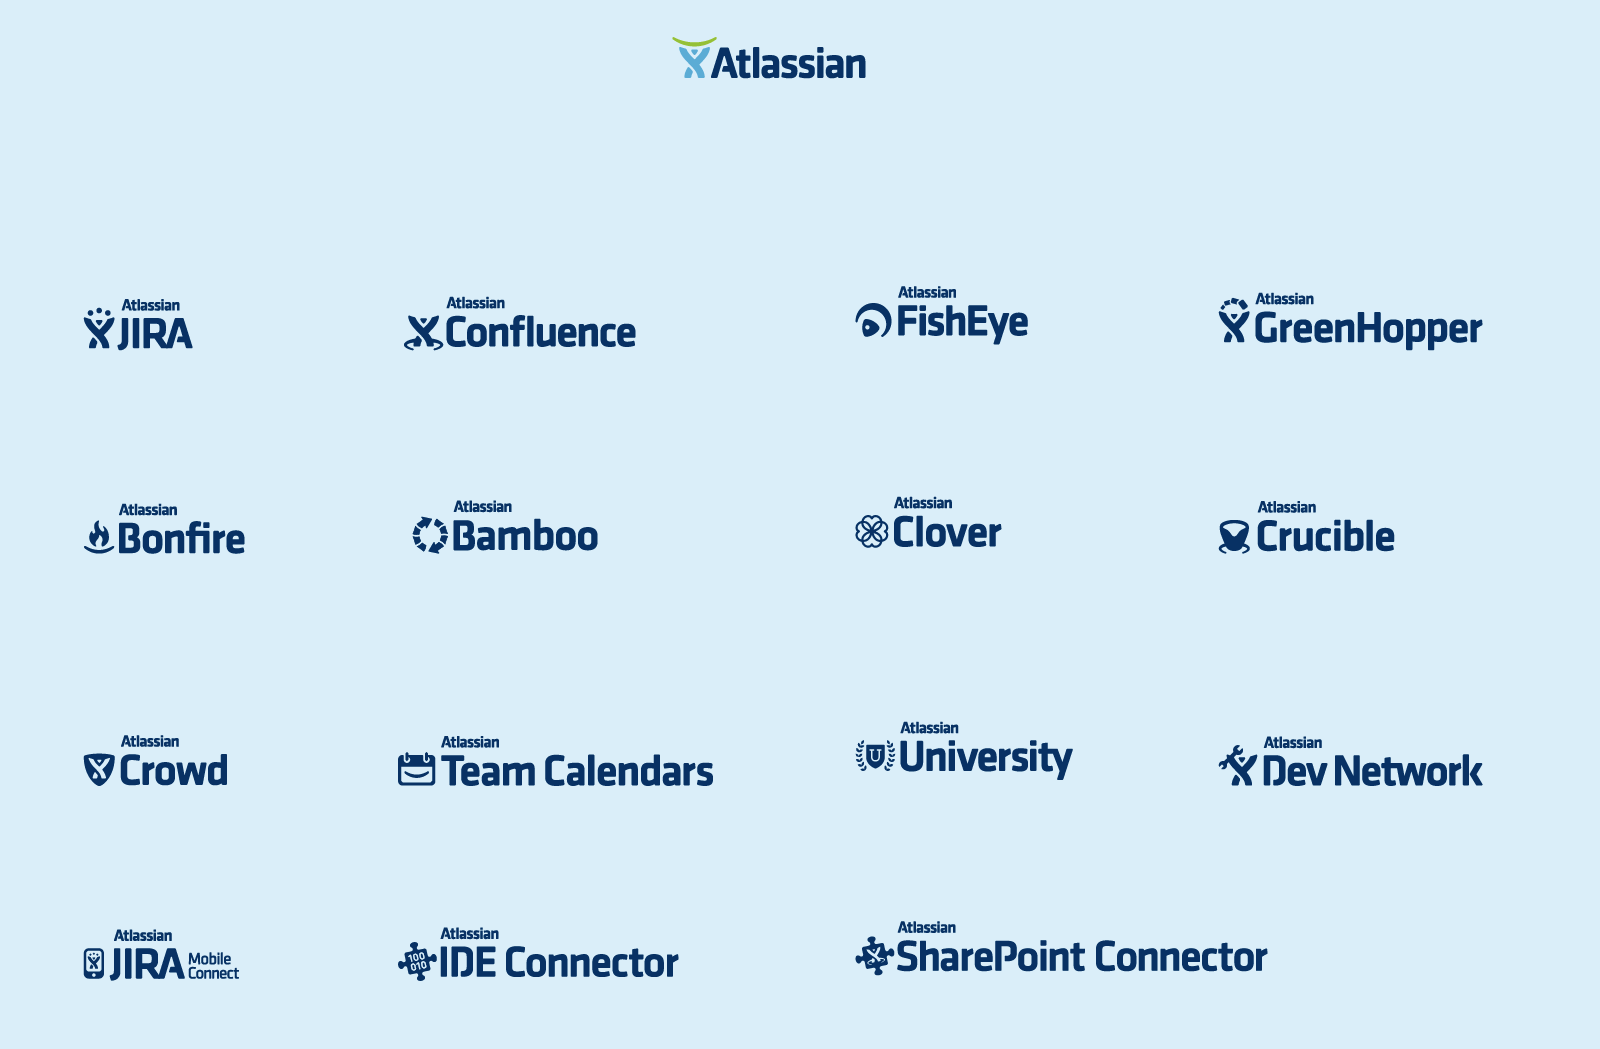 Atlassian
Atlassian
JIRA
Atlassian
Confluence
Atlassian
FishEye
Atlassian
GreenHopper
Atlassian
Bonfire
Atlassian
Bamboo
Atlassian
Clover
Atlassian
Crucible
Atlassian
Crowd
Atlassian
Team Calendars
Atlassian
U
University
Atlassian
Dev Network
Atlassian
JIRA
Mobile
Connect
Atlassian
100
010
IDE Connector
Atlassian
SharePoint Connector